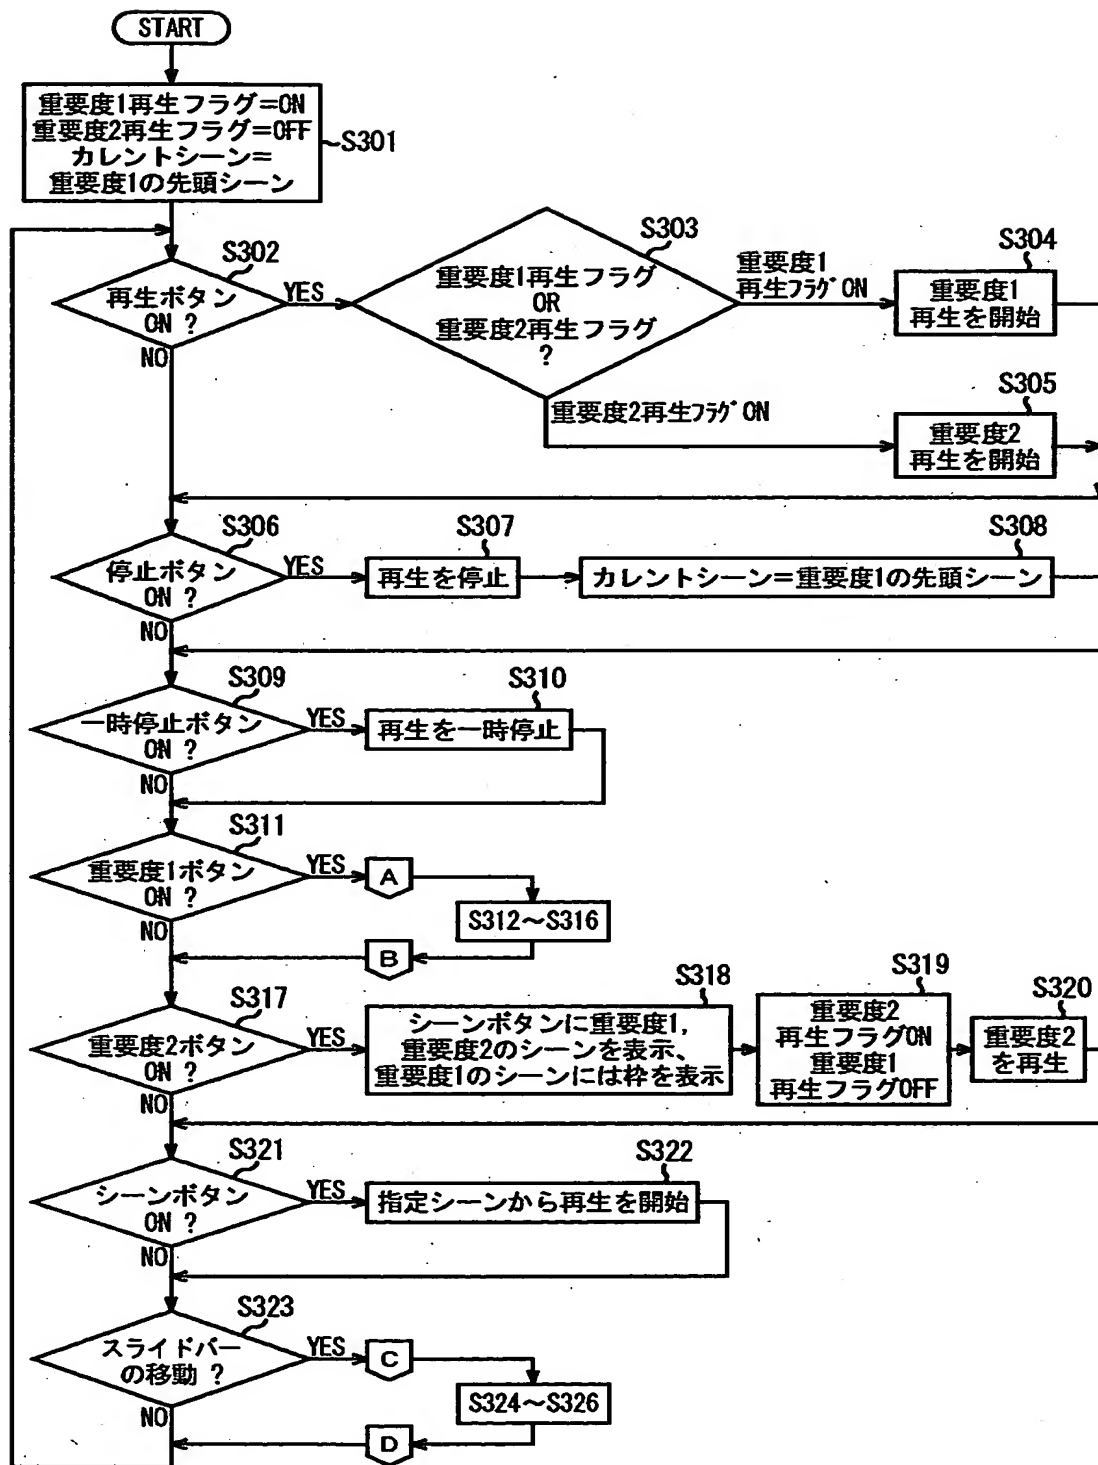 START
重要度1再生フラグ=ON
重要度2再生フラグ=OFF
カレントシーン=
重要度1の先頭シーン
S301
S302
再生ボタン
ON ?
YES
NO
S303
重要度1再生フラグ
OR
重要度2再生フラグ
?
重要度1
再生フラグON
S304
重要度1
再生を開始
重要度2再生フラグON
S305
重要度2
再生を開始
S306
停止ボタン
ON ?
YES
NO
S307
再生を停止
S308
カレントシーン=重要度1の先頭シーン
S309
一時停止ボタン
ON ?
YES
NO
S310
再生を一時停止
S311
重要度1ボタン
ON ?
YES
NO
A
S312～S316
B
S317
重要度2ボタン
ON ?
YES
NO
S318
シーンボタンに重要度1,
重要度2のシーンを表示、
重要度1のシーンには枠を表示
S319
重要度2
再生フラグON
重要度1
再生フラグOFF
S320
重要度2
を再生
S321
シーンボタン
ON ?
YES
NO
S322
指定シーンから再生を開始
S323
スライドバー
の移動 ?
YES
NO
C
S324～S326
D